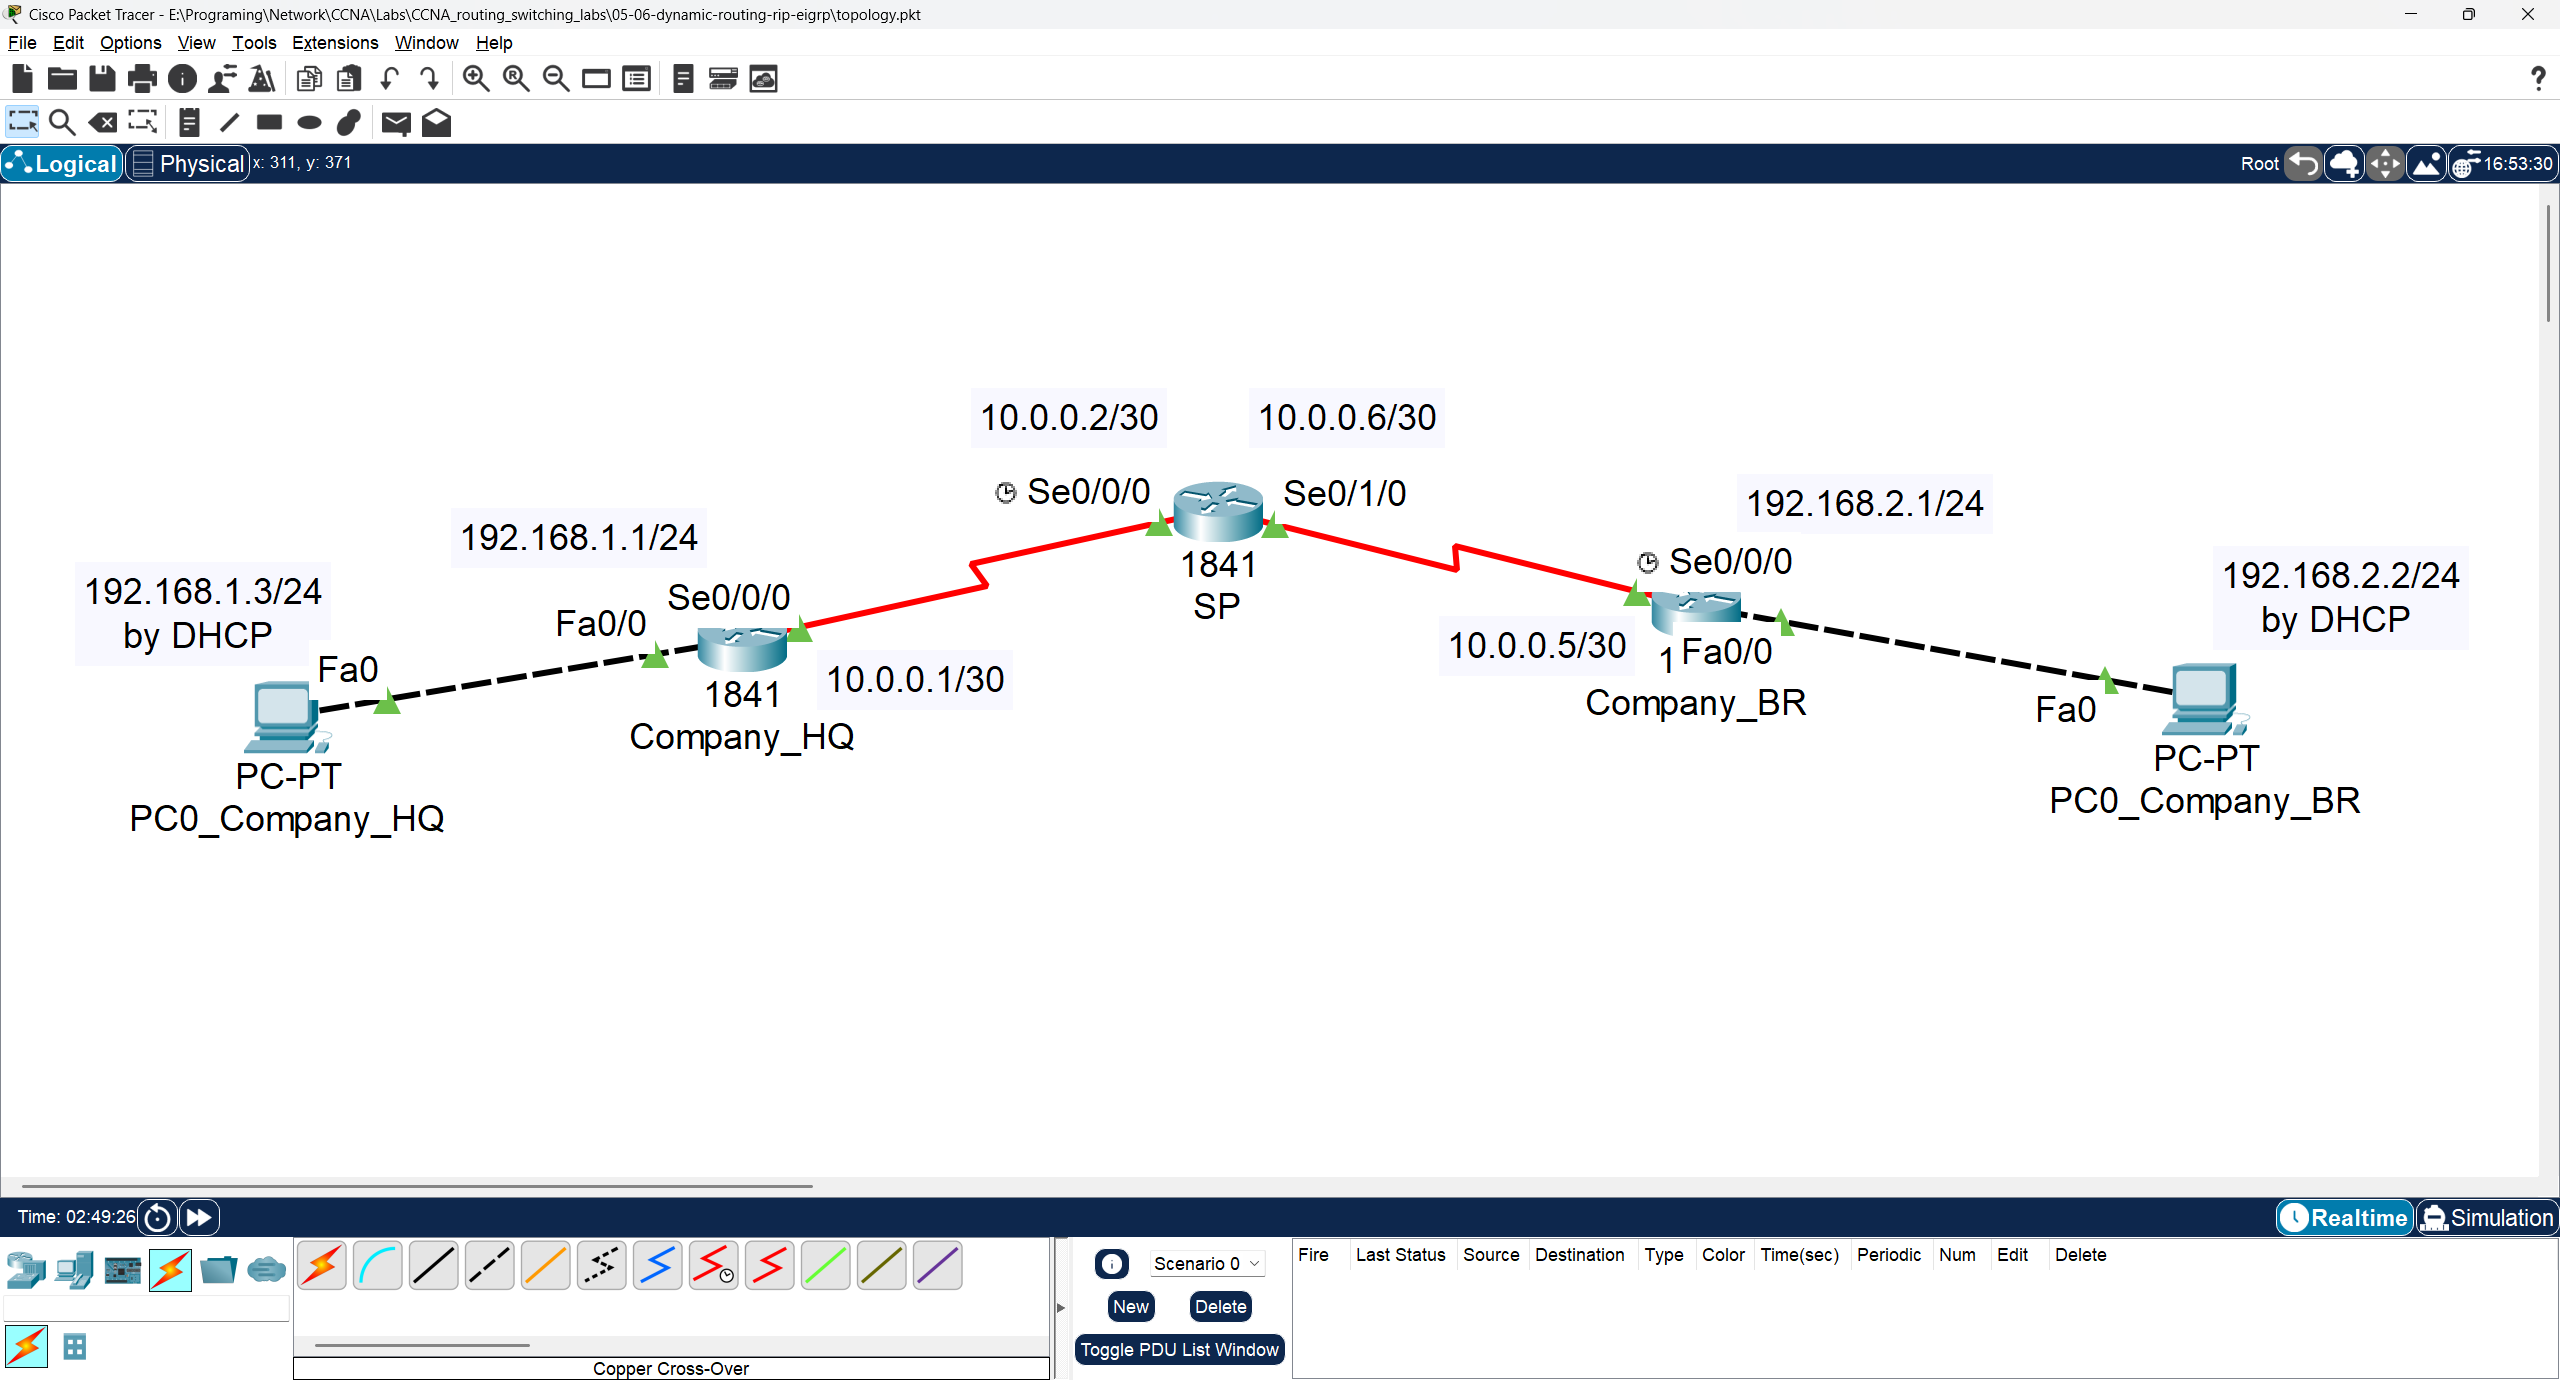 Cisco Packet Tracer - E:\Programing\Network\CCNA\Labs\CCNA_routing_switching_labs\05-06-dynamic-routing-rip-eigrp\topology.pkt
File Edit Options View Tools Extensions Window Help
Logical Physical x: 311, y: 371 Root 16:53:30
10.0.0.2/30 10.0.0.6/30
Se0/0/0 Se0/1/0
192.168.2.1/24
192.168.1.1/24
1841
SP
Se0/0/0
192.168.2.2/24
by DHCP
192.168.1.3/24
by DHCP
Se0/0/0
Fa0/0
10.0.0.5/30
1 Fa0/0
Company_BR
Fa0
10.0.0.1/30
1841
Company_HQ
Fa0
PC-PT
PC0_Company_BR
PC-PT
PC0_Company_HQ
Time: 02:49:26 Realtime Simulation
Scenario 0
New Delete
Toggle PDU List Window
Fire Last Status Source Destination Type Color Time(sec) Periodic Num Edit Delete
Copper Cross-Over